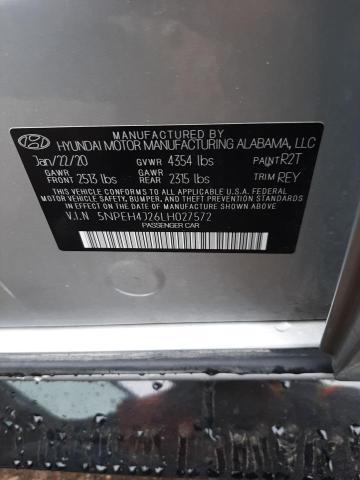 MANUFACTURED BY
HYUNDAI MOTOR MANUFACTURING ALABAMA, LLC
Jan/22/20 GVWR 4354 lbs PAINT R2T
GAWR FRONT 2513 lbs GAWR REAR 2315 lbs TRIM REY
THIS VEHICLE CONFORMS TO ALL APPLICABLE U.S.A. FEDERAL
MOTOR VEHICLE SAFETY, BUMPER, AND THEFT PREVENTION STANDARDS
IN EFFECT ON THE DATE OF MANUFACTURE SHOWN ABOVE.
V.I.N 5NPEH4J26LH027572
PASSENGER CAR